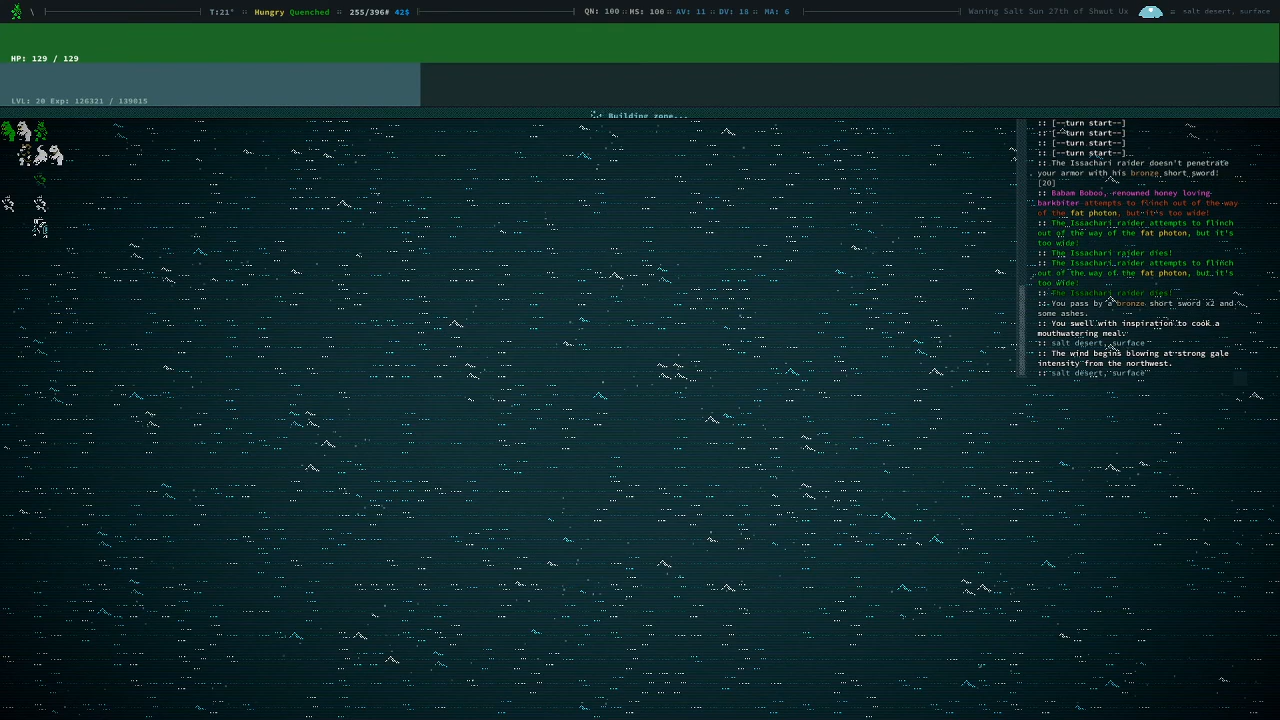 T:21° :: Hungry Quenched :: 255/396# 42$ QN: 100 :: HS: 100 :: AV: 11 :: DV: 18 :: MA: 6 Waning Salt Sun 27th of Shwut Ux salt desert, surface
HP: 129 / 129
LVL: 20 Exp: 126321 / 139015
Building zone...
:: [--turn start--]
:: [--turn start--]
:: [--turn start--]
:: [--turn start--]
:: The Issachari raider doesn't penetrate
your armor with his bronze short sword!
[20]
:: Babam Boboo, renowned honey loving
barkbiter attempts to flinch out of the way
of the fat photon, but it's too wide!
:: The Issachari raider attempts to flinch
out of the way of the fat photon, but it's
too wide!
:: The Issachari raider dies!
:: The Issachari raider attempts to flinch
out of the way of the fat photon, but it's
too wide!
:: The Issachari raider dies!
:: You pass by a bronze short sword x2 and
some ashes.
:: You swell with inspiration to cook a
mouthwatering meal.
:: salt desert, surface
:: The wind begins blowing at strong gale
intensity from the northwest.
:: salt desert, surface